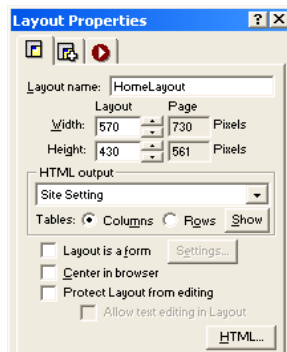 Layout Properties
Layout name: HomeLayout
Layout Page
Width: 570 730 Pixels
Height: 430 561 Pixels
HTML output
Site Setting
Tables: Columns Rows Show
Layout is a form Settings...
Center in browser
Protect Layout from editing
Allow text editing in Layout
HTML...